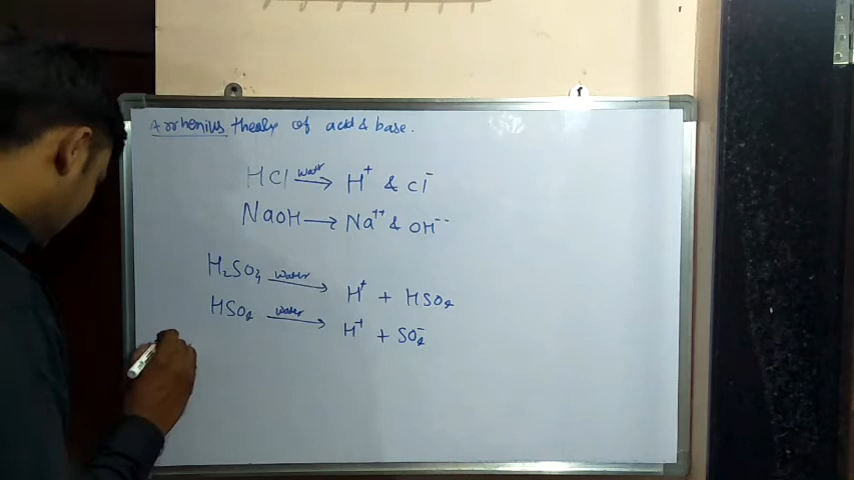 Arrhenius theory of acid & base.
HCl water → H⁺ & Cl⁻
NaOH → Na⁺⁺ & OH⁻⁻
H₂SO₄ water → H⁺ + HSO₄
HSO₄ water → H⁺ + SO₄⁻